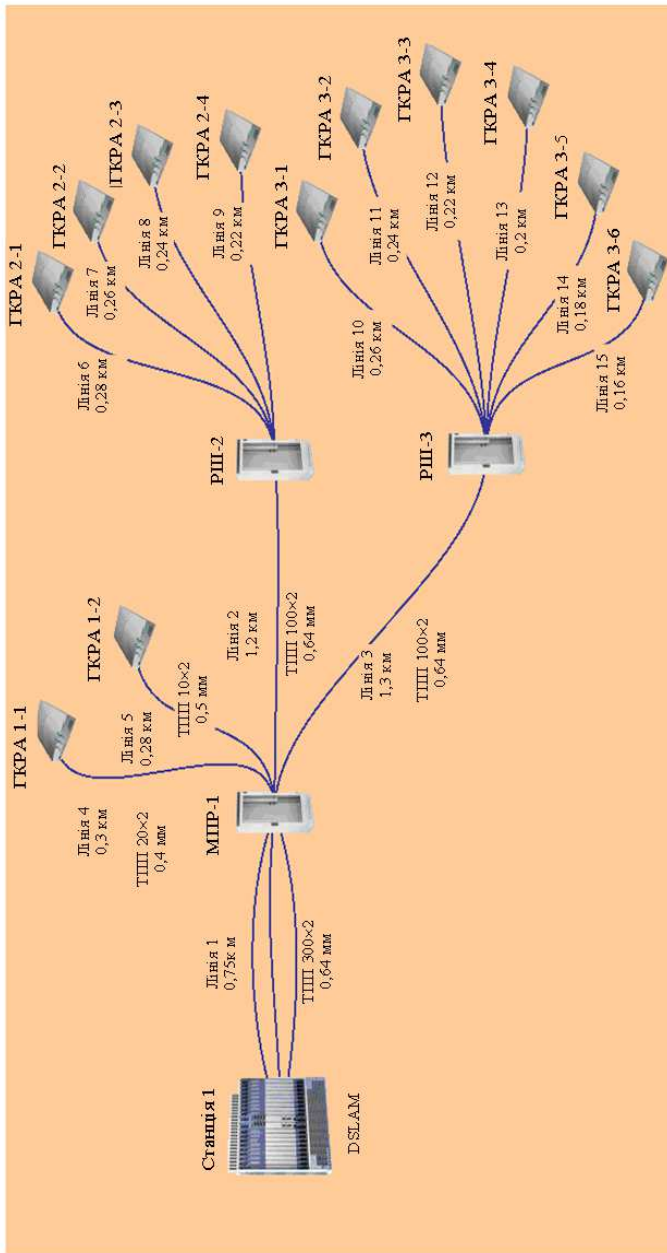 Станція 1
DSLAM
Лінія 1
0,75к м
ТПП 300×2
0,64 мм
МПР-1
Лінія 4
0,3 км
ТПП 20×2
0,4 мм
ГКРА 1-1
Лінія 5
0,28 км
ТПП 10×2
0,5 мм
ГКРА 1-2
Лінія 2
1,2 км
ТПП 100×2
0,64 мм
Лінія 3
1,3 км
ТПП 100×2
0,64 мм
РШ-2
РШ-3
Лінія 6
0,28 км
ГКРА 2-1
Лінія 7
0,26 км
ГКРА 2-2
Лінія 8
0,24 км
ГКРА 2-3
Лінія 9
0,22 км
ГКРА 2-4
Лінія 10
0,26 км
ГКРА 3-1
Лінія 11
0,24 км
ГКРА 3-2
Лінія 12
0,22 км
ГКРА 3-3
Лінія 13
0,2 км
ГКРА 3-4
Лінія 14
0,18 км
ГКРА 3-5
Лінія 15
0,16 км
ГКРА 3-6